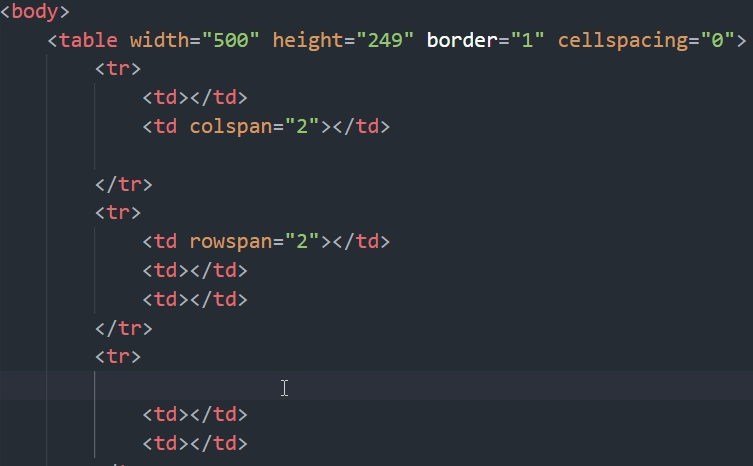 <body>
<table width="500" height="249" border="1" cellspacing="0">
<tr>
<td></td>
<td colspan="2"></td>
</tr>
<tr>
<td rowspan="2"></td>
<td></td>
<td></td>
</tr>
<tr>
<td></td>
<td></td>